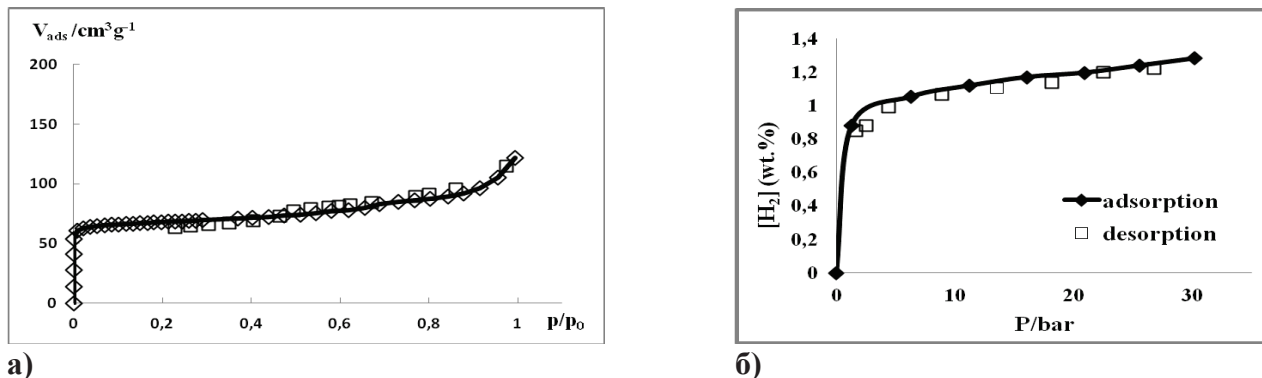 V_ads /cm³g⁻¹
200
150
100
50
0
0
0,2
0,4
0,6
0,8
1
p/p₀
а)
1,4
1,2
1
0,8
0,6
0,4
0,2
0
[H₂] (wt.%)
adsorption
desorption
0
10
20
30
P/bar
б)